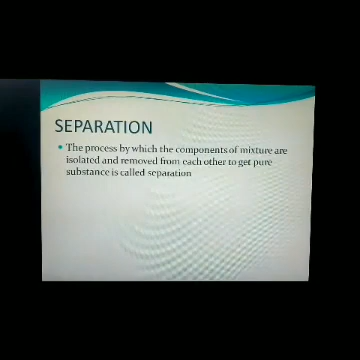 SEPARATION
• The process by which the components of mixture are
isolated and removed from each other to get pure
substance is called separation